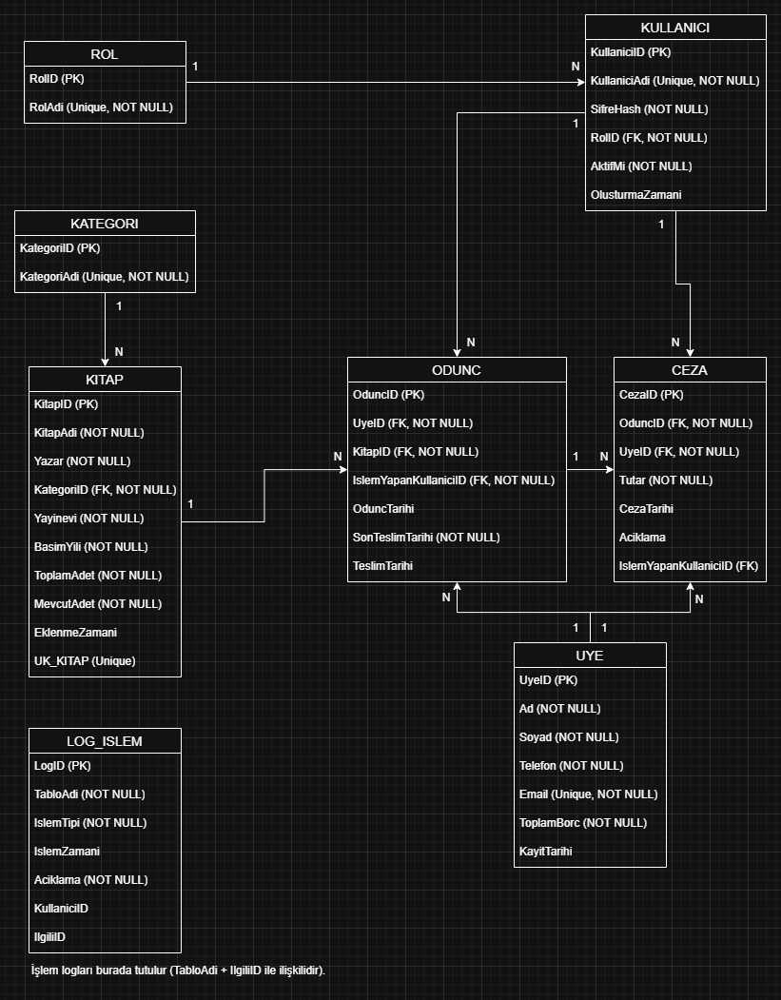 ROL
RolID (PK)
RolAdi (Unique, NOT NULL)
1
N
KULLANICI
KullaniciID (PK)
KullaniciAdi (Unique, NOT NULL)
SifreHash (NOT NULL)
RolID (FK, NOT NULL)
AktifMi (NOT NULL)
OlusturmaZamani
1
1
KATEGORI
KategoriID (PK)
KategoriAdi (Unique, NOT NULL)
1
N
N
N
KITAP
KitapID (PK)
KitapAdi (NOT NULL)
Yazar (NOT NULL)
KategoriID (FK, NOT NULL)
Yayinevi (NOT NULL)
BasimYili (NOT NULL)
ToplamAdet (NOT NULL)
MevcutAdet (NOT NULL)
EklenmeZamani
UK_KITAP (Unique)
1
N
ODUNC
OduncID (PK)
UyeID (FK, NOT NULL)
KitapID (FK, NOT NULL)
IslemYapanKullaniciID (FK, NOT NULL)
OduncTarihi
SonTeslimTarihi (NOT NULL)
TeslimTarihi
1
N
CEZA
CezaID (PK)
OduncID (FK, NOT NULL)
UyeID (FK, NOT NULL)
Tutar (NOT NULL)
CezaTarihi
Aciklama
IslemYapanKullaniciID (FK)
N
N
1
1
UYE
UyeID (PK)
Ad (NOT NULL)
Soyad (NOT NULL)
Telefon (NOT NULL)
Email (Unique, NOT NULL)
ToplamBorc (NOT NULL)
KayitTarihi
LOG_ISLEM
LogID (PK)
TabloAdi (NOT NULL)
IslemTipi (NOT NULL)
IslemZamani
Aciklama (NOT NULL)
KullaniciID
IlgiliID
İşlem logları burada tutulur (TabloAdi + IlgiliID ile ilişkilidir).